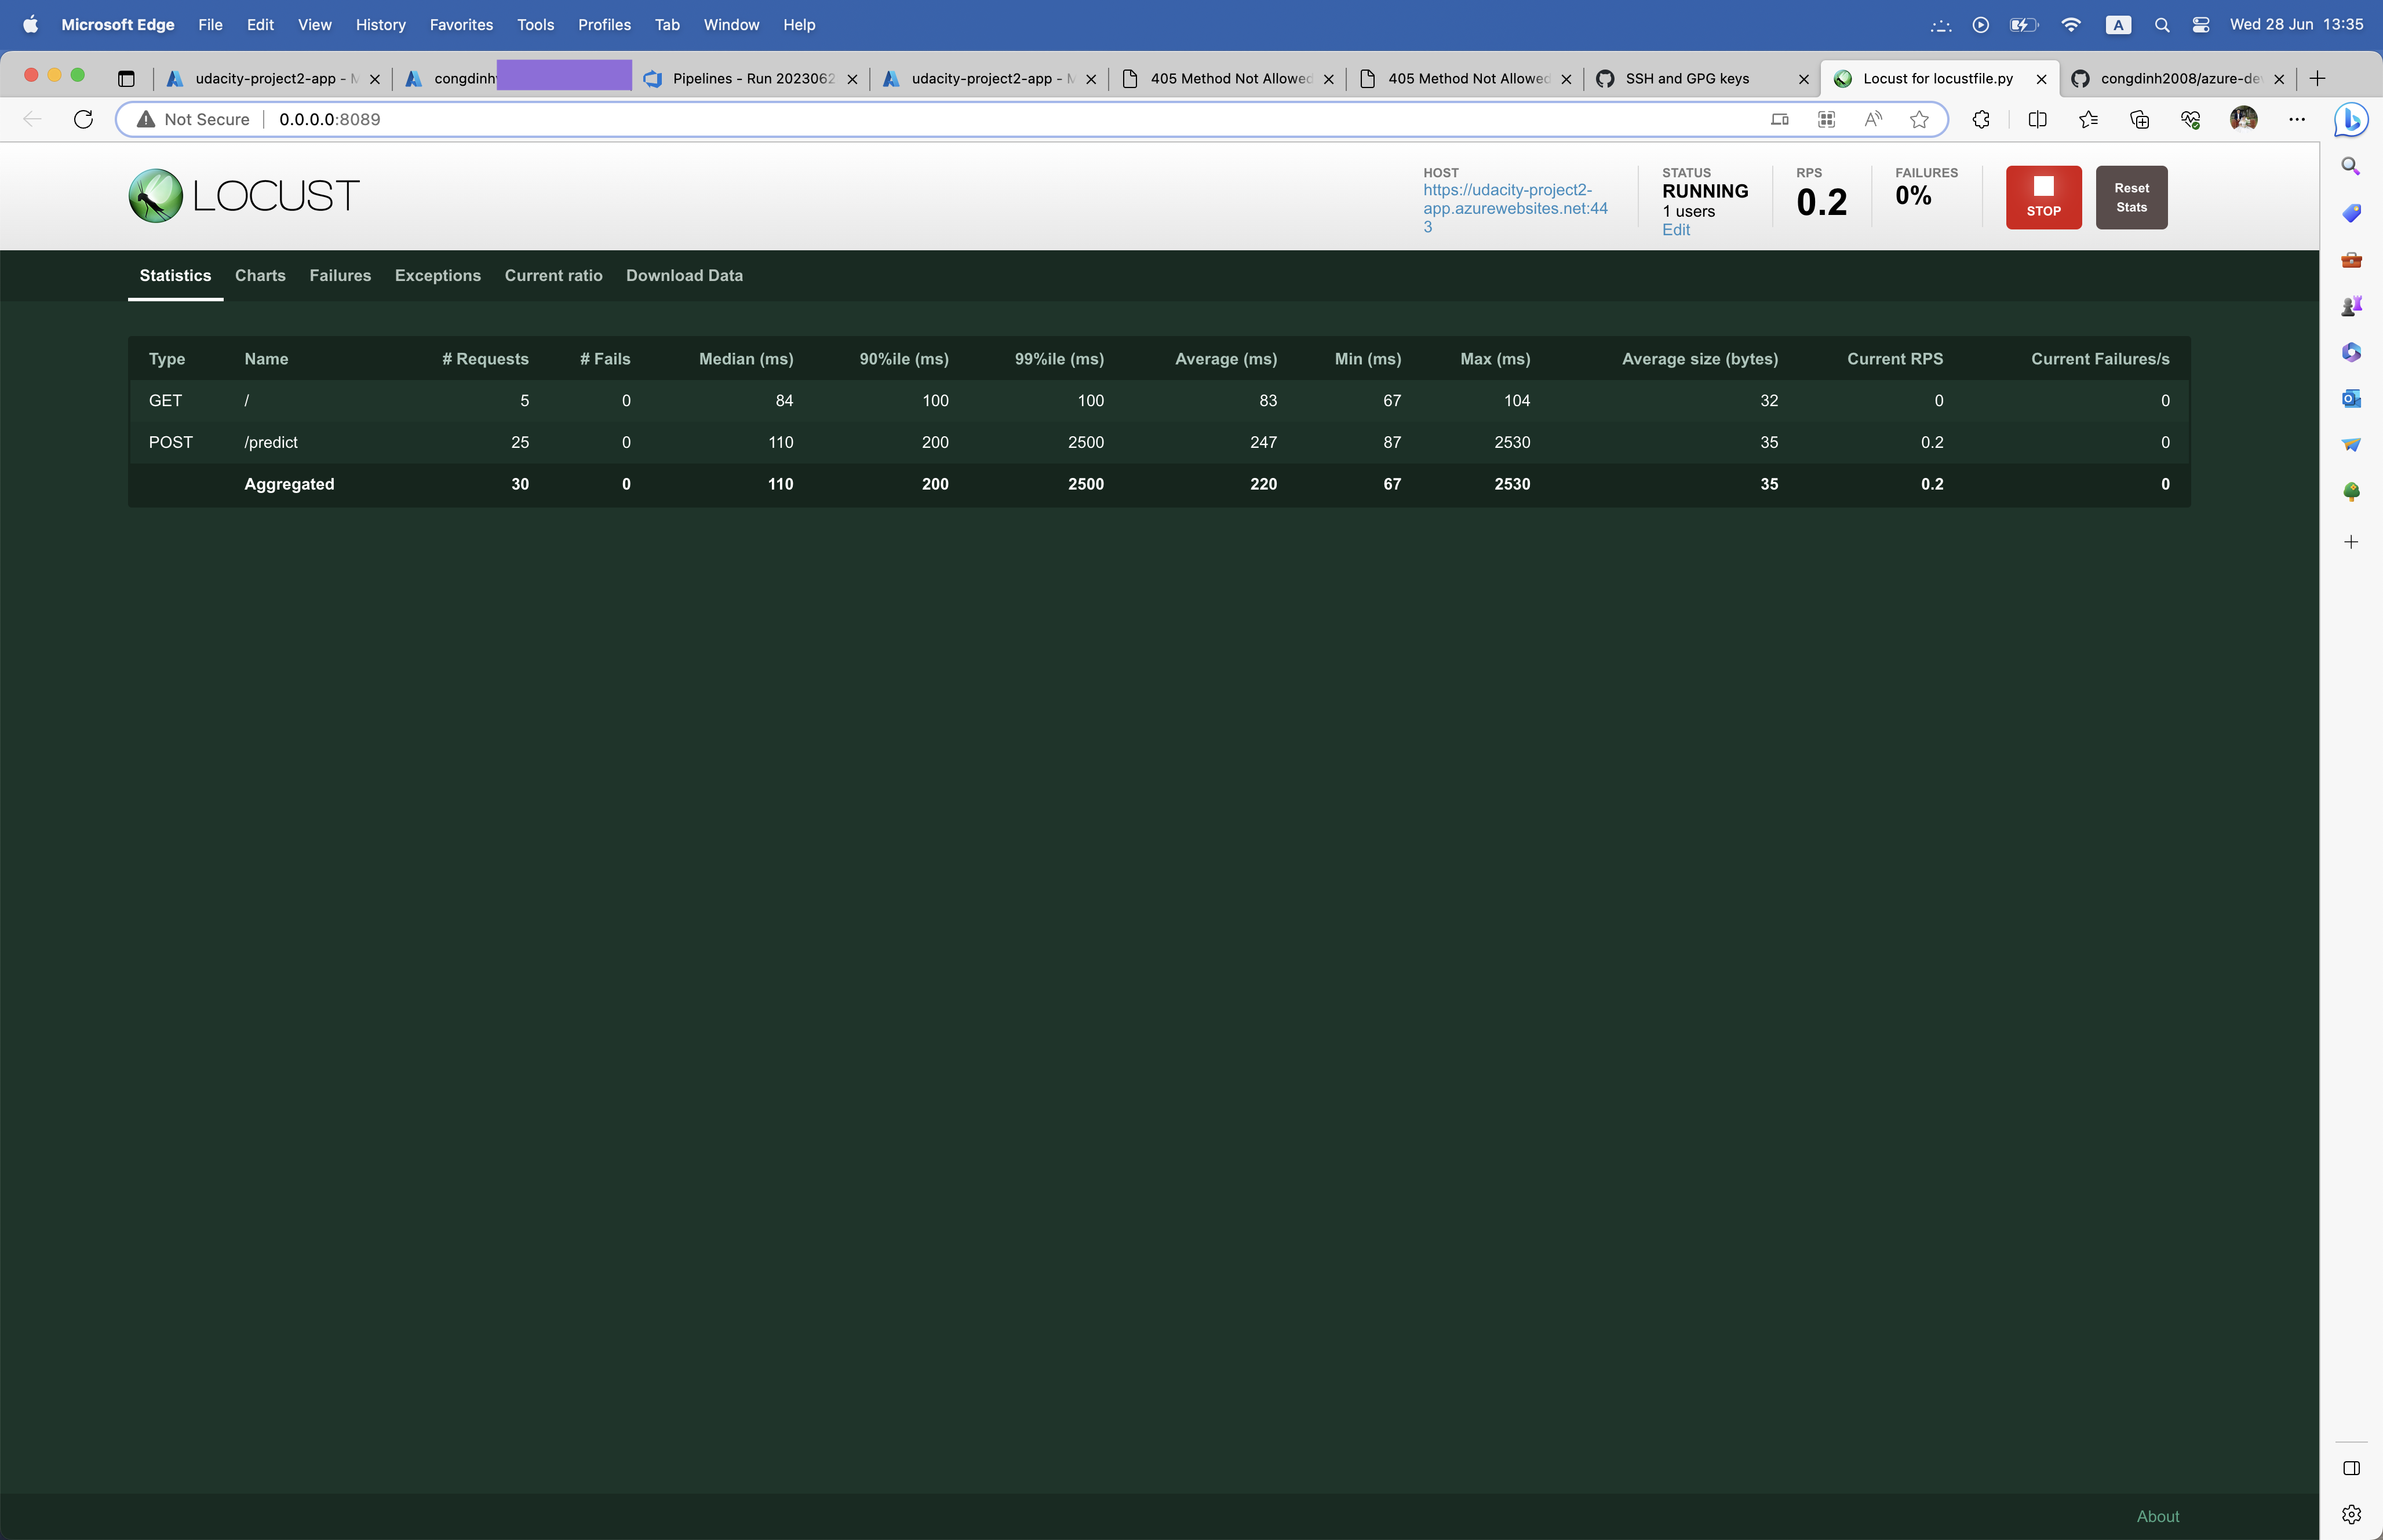 Microsoft Edge File Edit View History Favorites Tools Profiles Tab Window Help A Wed 28 Jun 13:35
udacity-project2-app - congdinh Pipelines - Run 2023062 udacity-project2-app - 405 Method Not Allowed 405 Method Not Allowed SSH and GPG keys Locust for locustfile.py congdinh2008/azure-de
Not Secure 0.0.0.0:8089
LOCUST
HOST
https://udacity-project2-
app.azurewebsites.net:44
3
STATUS
RUNNING
1 users
Edit
RPS
0.2
FAILURES
0%
STOP
Reset
Stats
Statistics Charts Failures Exceptions Current ratio Download Data
Type Name # Requests # Fails Median (ms) 90%ile (ms) 99%ile (ms) Average (ms) Min (ms) Max (ms) Average size (bytes) Current RPS Current Failures/s
GET / 5 0 84 100 100 83 67 104 32 0 0
POST /predict 25 0 110 200 2500 247 87 2530 35 0.2 0
Aggregated 30 0 110 200 2500 220 67 2530 35 0.2 0
About